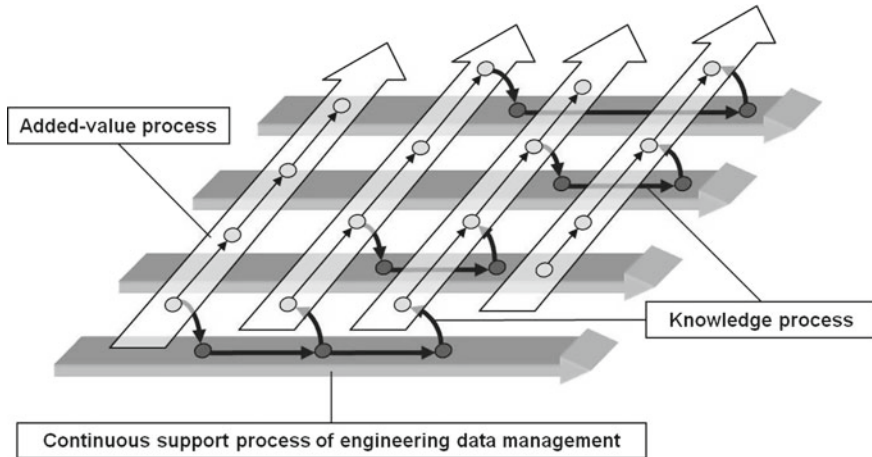 Added-value process
Knowledge process
Continuous support process of engineering data management